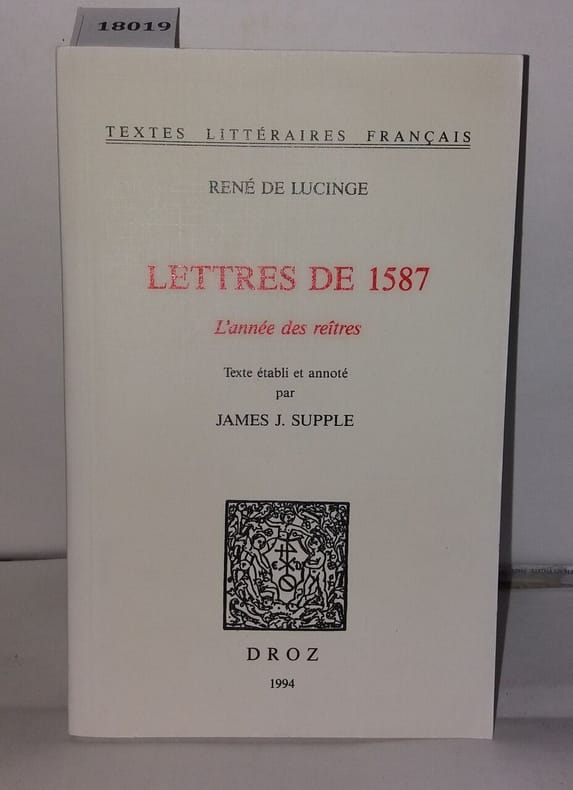 18019
TEXTES LITTÉRAIRES FRANÇAIS
RENÉ DE LUCINGE
LETTRES DE 1587
L'année des reîtres
Texte établi et annoté
par
JAMES J. SUPPLE
DROZ
1994